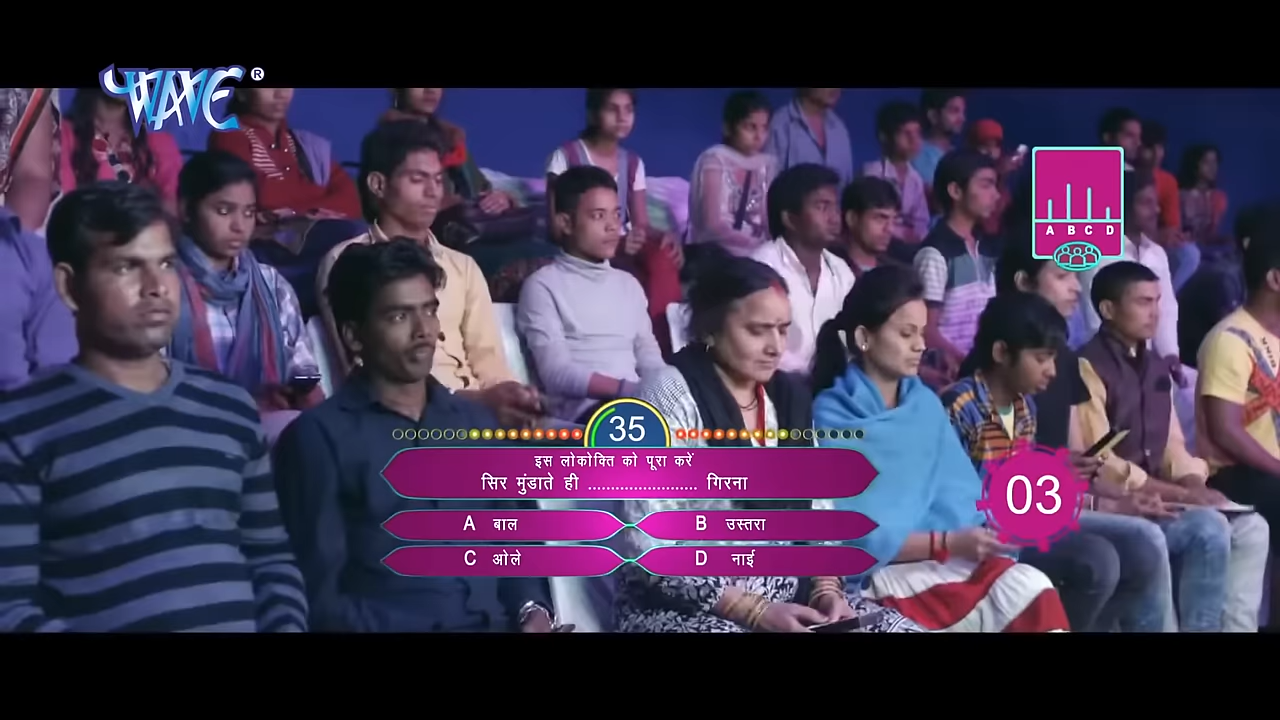 WAVE ®
A B C D
35
इस लोकोक्ति को पूरा करें
सिर मुंडाते ही ........................ गिरना
A बाल
B उस्तरा
C ओले
D नाई
03